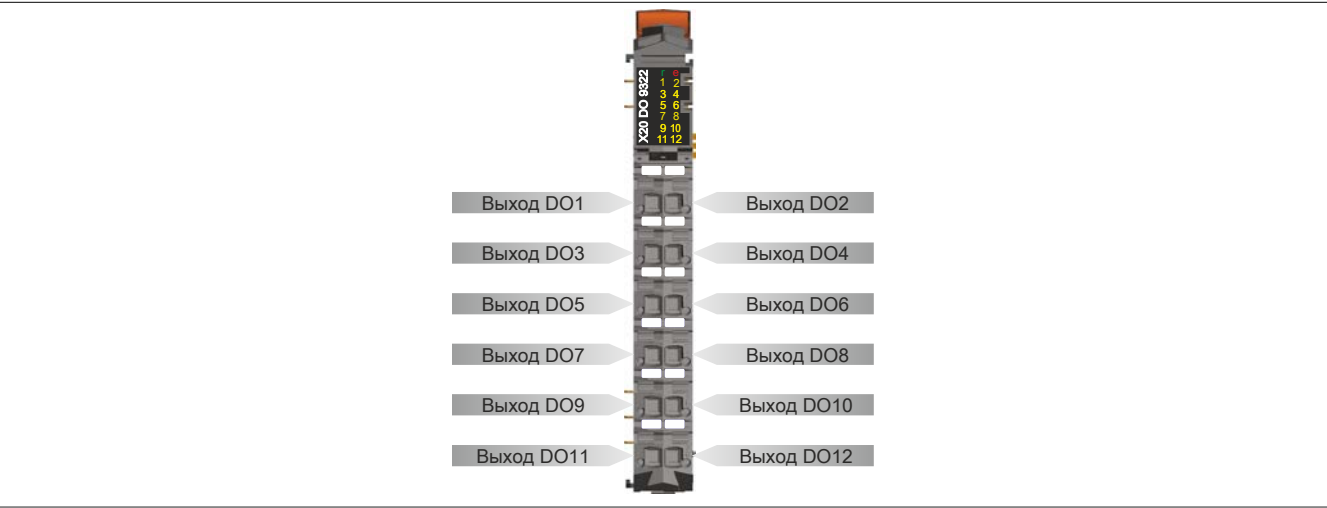 X20 DO 9322
r e
1 2
3 4
5 6
7 8
9 10
11 12
Выход DO1 Выход DO2
Выход DO3 Выход DO4
Выход DO5 Выход DO6
Выход DO7 Выход DO8
Выход DO9 Выход DO10
Выход DO11 Выход DO12